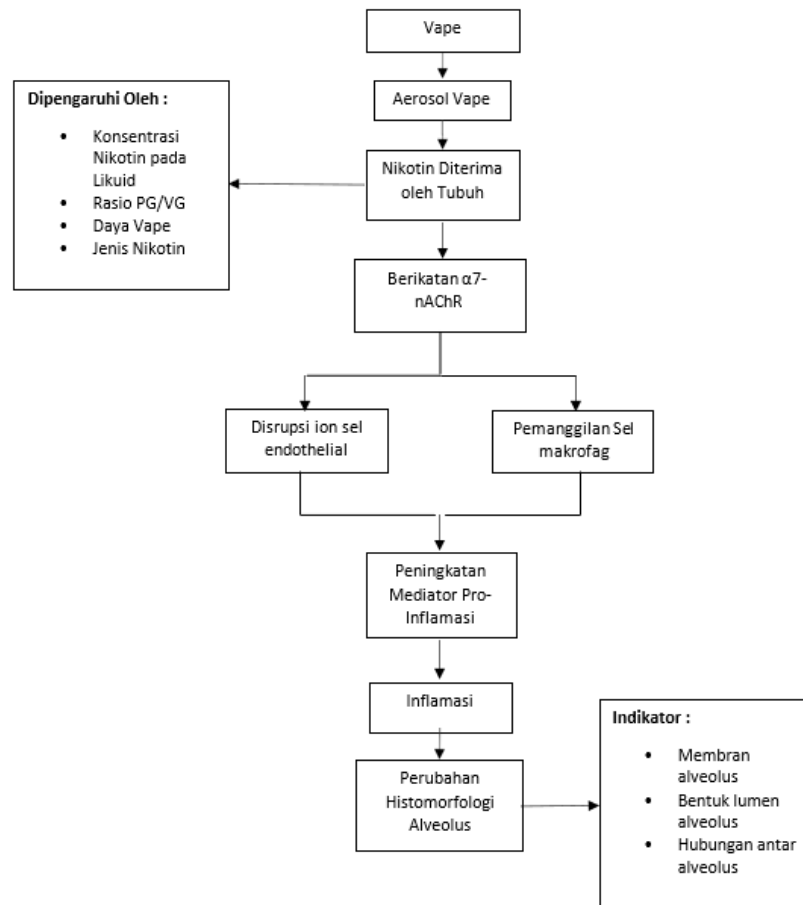 Vape
Aerosol Vape
Dipengaruhi Oleh :
• Konsentrasi
Nikotin pada
Likuid
• Rasio PG/VG
• Daya Vape
• Jenis Nikotin
Nikotin Diterima
oleh Tubuh
Berikatan α7-
nAChR
Disrupsi ion sel
endothelial
Pemanggilan Sel
makrofag
Peningkatan
Mediator Pro-
Inflamasi
Inflamasi
Perubahan
Histomorfologi
Alveolus
Indikator :
• Membran
alveolus
• Bentuk lumen
alveolus
• Hubungan antar
alveolus